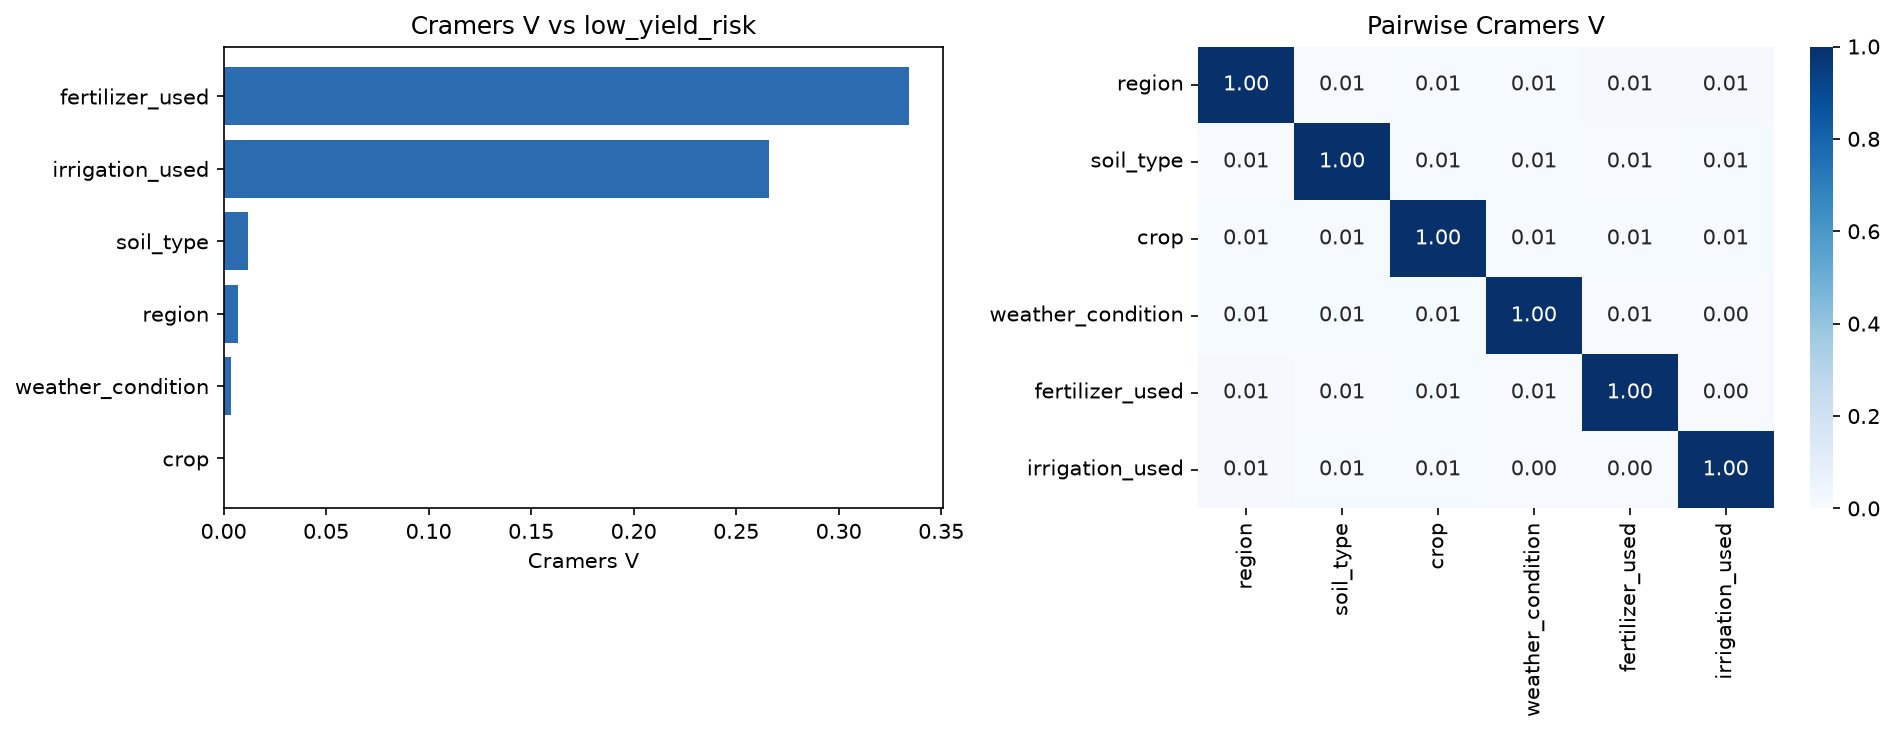 Cramers V vs low_yield_risk
fertilizer_used
irrigation_used
soil_type
region
weather_condition
crop
0.00 0.05 0.10 0.15 0.20 0.25 0.30 0.35
Cramers V
Pairwise Cramers V
region 1.00 0.01 0.01 0.01 0.01 0.01
soil_type 0.01 1.00 0.01 0.01 0.01 0.01
crop 0.01 0.01 1.00 0.01 0.01 0.01
weather_condition 0.01 0.01 0.01 1.00 0.01 0.00
fertilizer_used 0.01 0.01 0.01 0.01 1.00 0.00
irrigation_used 0.01 0.01 0.01 0.00 0.00 1.00
region
soil_type
crop
weather_condition
fertilizer_used
irrigation_used
1.0
0.8
0.6
0.4
0.2
0.0